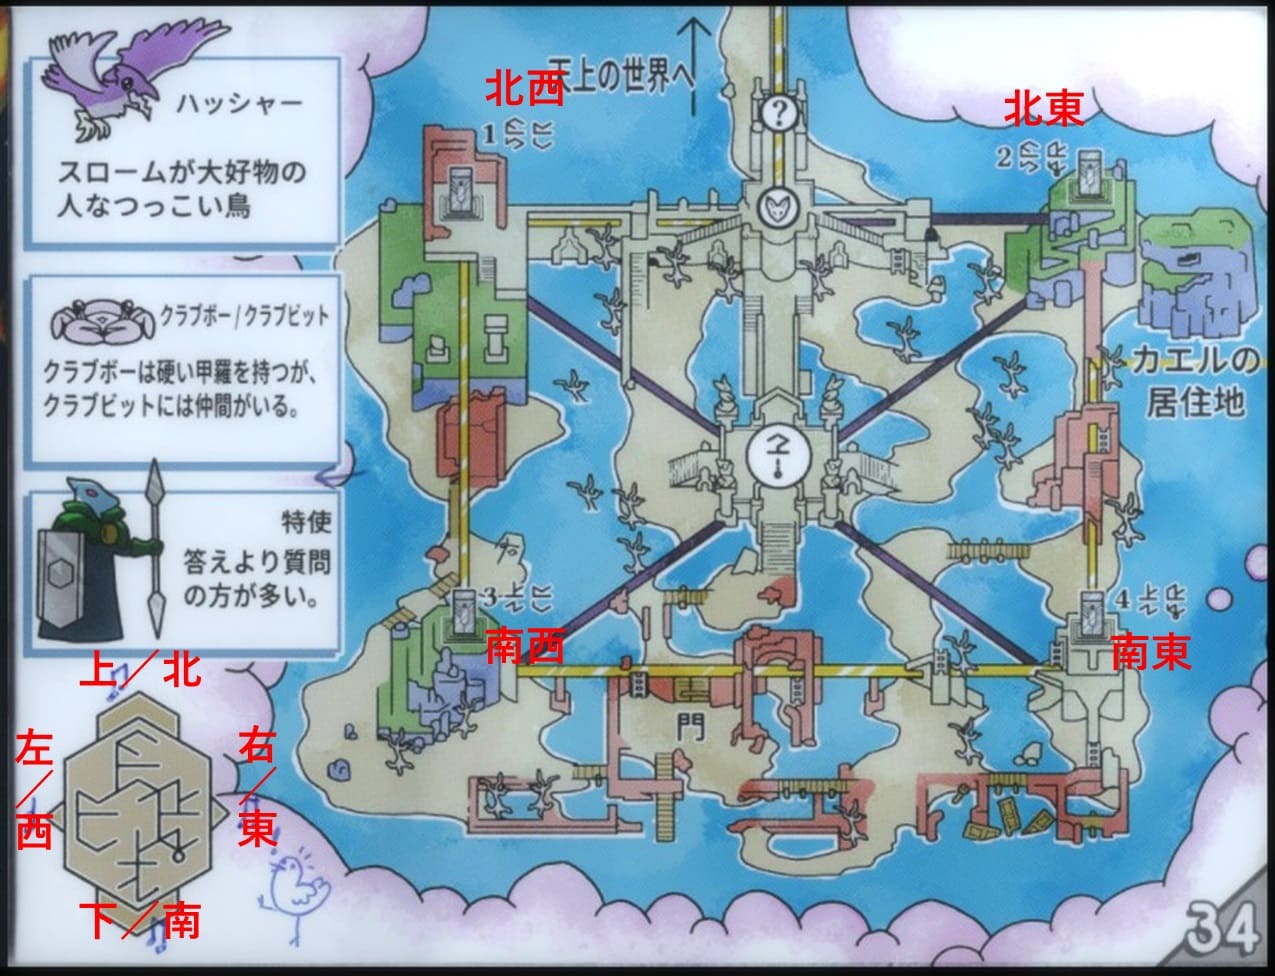 天上の世界へ
北西
北東
1
2
?
ハッシャー
スロームが大好物の
人なつっこい鳥
クラブボー/クラブビット
クラブボーは硬い甲羅を持つが、
クラブビットには仲間がいる。
カエルの
居住地
特使
答えより質問
の方が多い。
3
4
南西
南東
門
上/北
左/西
右/東
下/南
34